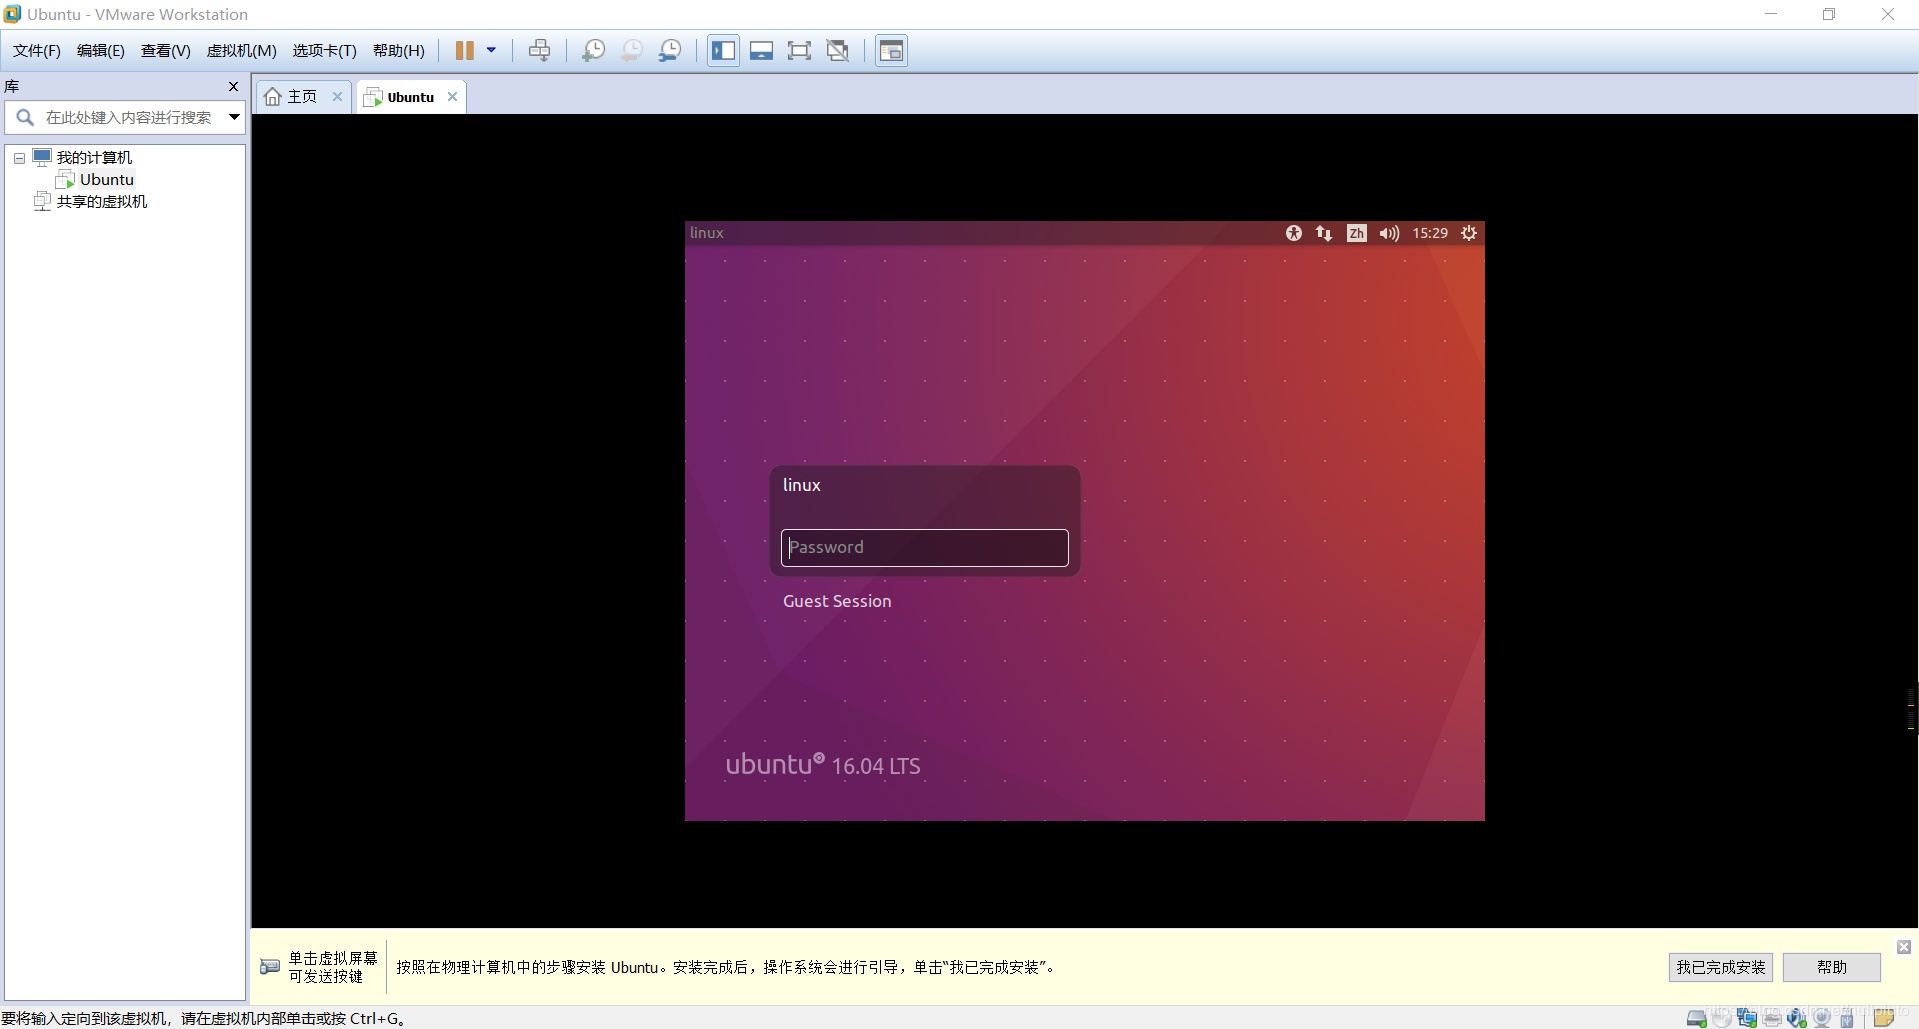 Ubuntu - VMware Workstation
文件(F) 编辑(E) 查看(V) 虚拟机(M) 选项卡(T) 帮助(H)
库
在此处键入内容进行搜索
我的计算机
Ubuntu
共享的虚拟机
主页 Ubuntu
linux Zh 15:29
linux
Password
Guest Session
ubuntu 16.04 LTS
单击虚拟屏幕
可发送按键
按照在物理计算机中的步骤安装 Ubuntu。安装完成后，操作系统会进行引导，单击“我已完成安装”。
我已完成安装 帮助
要将输入定向到该虚拟机，请在虚拟机内部单击或按 Ctrl+G。